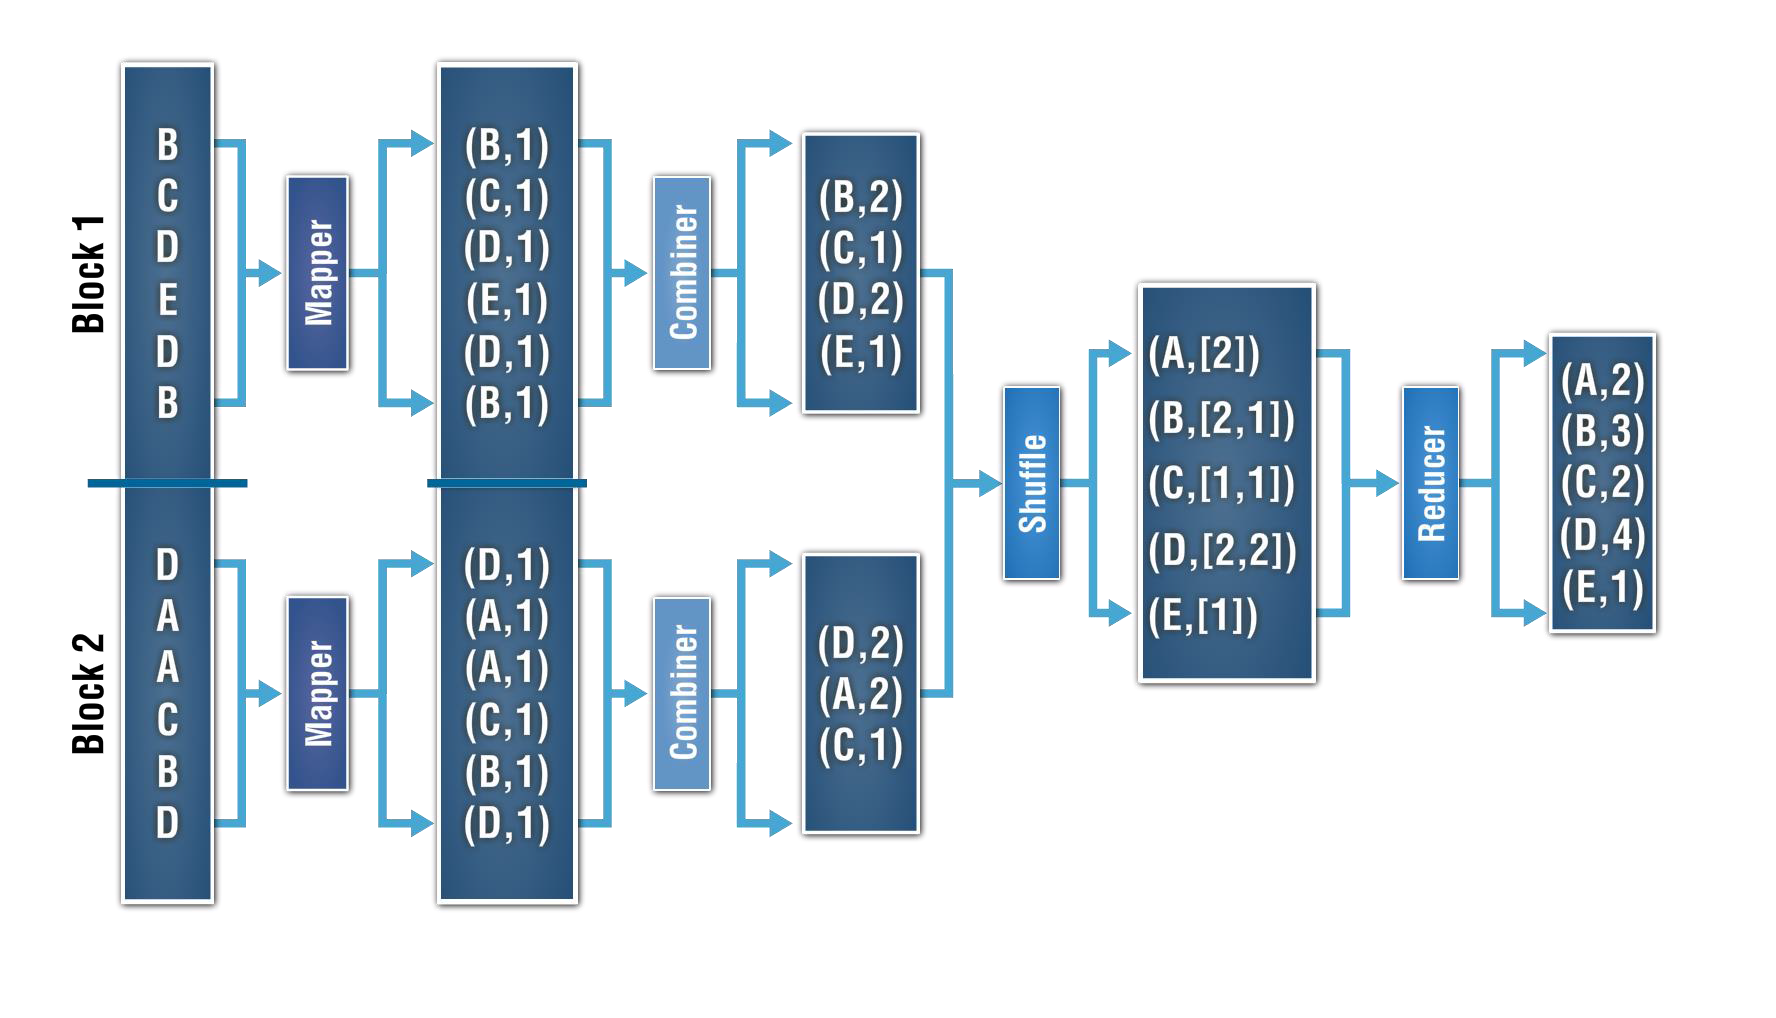 Block 1
B
C
D
E
D
B
Mapper
(B,1)
(C,1)
(D,1)
(E,1)
(D,1)
(B,1)
Combiner
(B,2)
(C,1)
(D,2)
(E,1)
Block 2
D
A
A
C
B
D
Mapper
(D,1)
(A,1)
(A,1)
(C,1)
(B,1)
(D,1)
Combiner
(D,2)
(A,2)
(C,1)
Shuffle
(A,[2])
(B,[2,1])
(C,[1,1])
(D,[2,2])
(E,[1])
Reducer
(A,2)
(B,3)
(C,2)
(D,4)
(E,1)